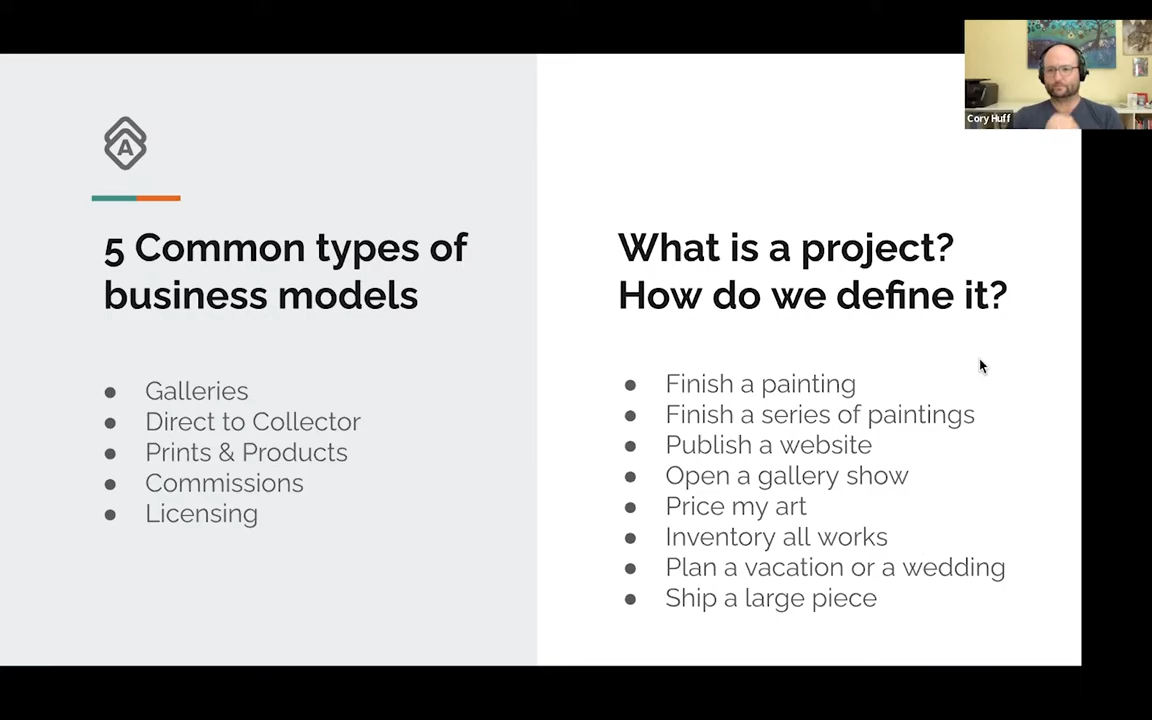 Cory Huff
A
5 Common types of
business models
● Galleries
● Direct to Collector
● Prints & Products
● Commissions
● Licensing
What is a project?
How do we define it?
● Finish a painting
● Finish a series of paintings
● Publish a website
● Open a gallery show
● Price my art
● Inventory all works
● Plan a vacation or a wedding
● Ship a large piece